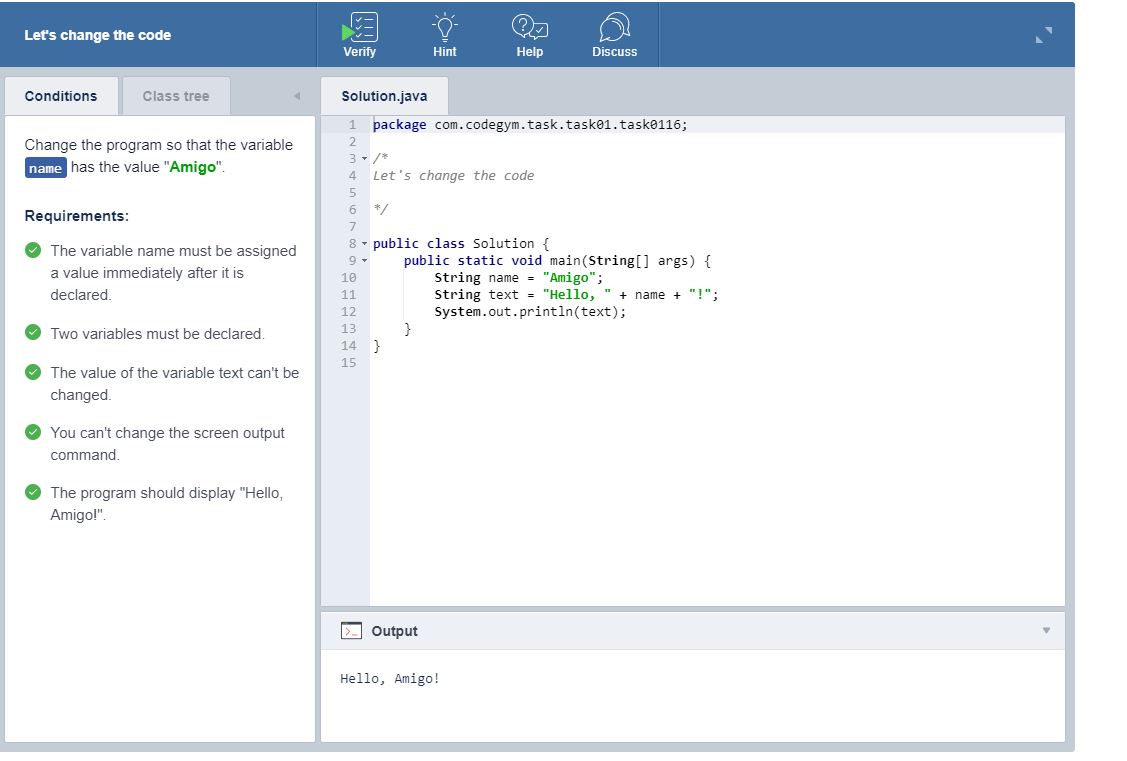 Let's change the code
Verify
Hint
Help
Discuss
Conditions
Class tree
Change the program so that the variable
name has the value "Amigo".
Requirements:
The variable name must be assigned
a value immediately after it is
declared.
Two variables must be declared.
The value of the variable text can't be
changed.
You can't change the screen output
command.
The program should display "Hello,
Amigo!".
Solution.java
1 package com.codegym.task.task01.task0116;
2
3 /*
4 Let's change the code
5
6 */
7
8 public class Solution {
9     public static void main(String[] args) {
10         String name = "Amigo";
11         String text = "Hello, " + name + "!";
12         System.out.println(text);
13     }
14 }
15
Output
Hello, Amigo!